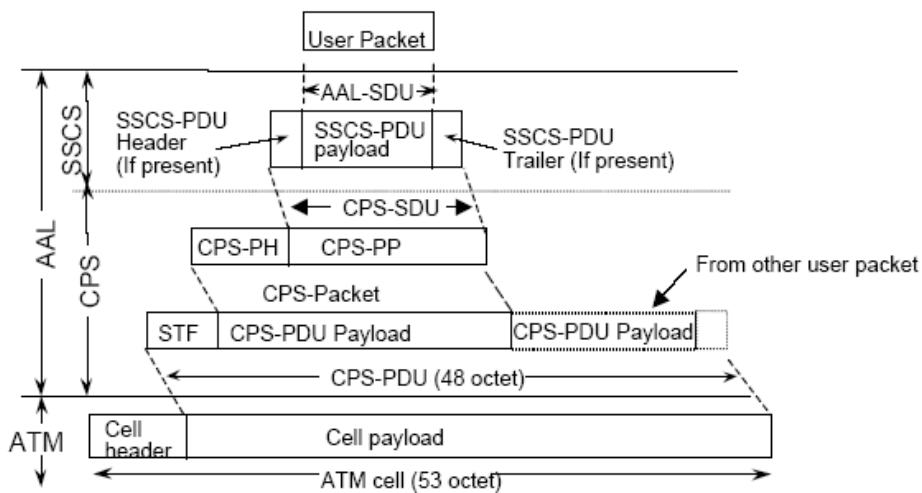 User Packet
AAL-SDU
SSCS-PDU
Header
(If present)
SSCS-PDU
payload
SSCS-PDU
Trailer (If present)
SSCS
CPS-SDU
CPS-PH
CPS-PP
AAL
CPS
From other user packet
CPS-Packet
STF
CPS-PDU Payload
CPS-PDU Payload
CPS-PDU (48 octet)
ATM
Cell
header
Cell payload
ATM cell (53 octet)